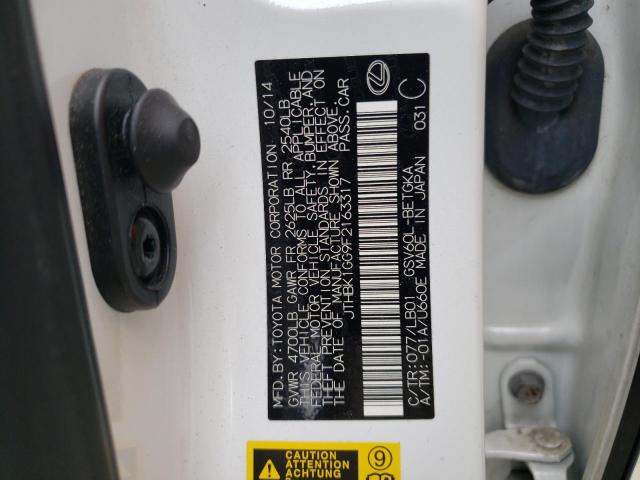 MFD.BY:TOYOTA MOTOR CORPORATION 10/14
GVWR 4700LB GAWR FR 2625LB RR 2540LB
THIS VEHICLE CONFORMS TO ALL APPLICABLE
FEDERAL MOTOR VEHICLE SAFETY,BUMPER,AND
THEFT PREVENTION STANDARDS IN EFFECT ON
THE DATE OF MANUFACTURE SHOWN ABOVE.
JTHBK1GG9F2163317 PASS.CAR
C/TR:077/LB01 GSV60L-BETGKA
A/TM:-01A/U660E MADE IN JAPAN 031 C
CAUTION
ATTENTION
ACHTUNG
9